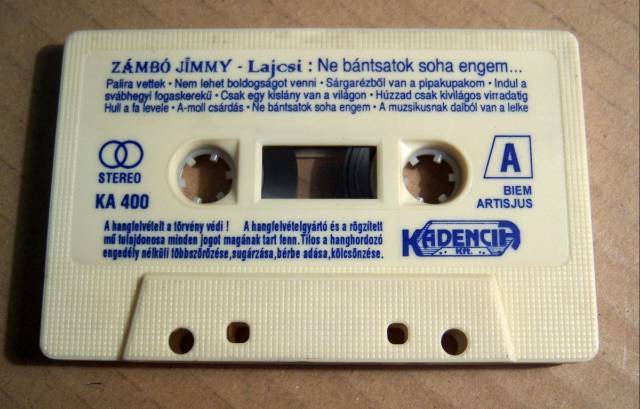 ZÁMBÓ JIMMY - Lajcsi : Ne bántsatok soha engem...
Palira vettek • Nem lehet boldogságot venni • Sárgarézből van a pipakupakom • Indul a
svábhegyi fogaskerekű • Csak egy kislány van a világon • Húzzad csak kivilágos virradatig
Hull a fa levele • A-moll csárdás • Ne bántsatok soha engem • A muzsikusnak dalból van a lelke
STEREO
KA 400
A
BIEM
ARTISJUS
A hangfelvételt a törvény védi ! A hangfelvételgyártó és a rögzített
mű tulajdonosa minden jogot magának tart fenn. Tilos a hanghordozó
engedély nélküli többszörözése, sugárzása, bérbe adása, kölcsönzése.
KADENCIA
Kft.